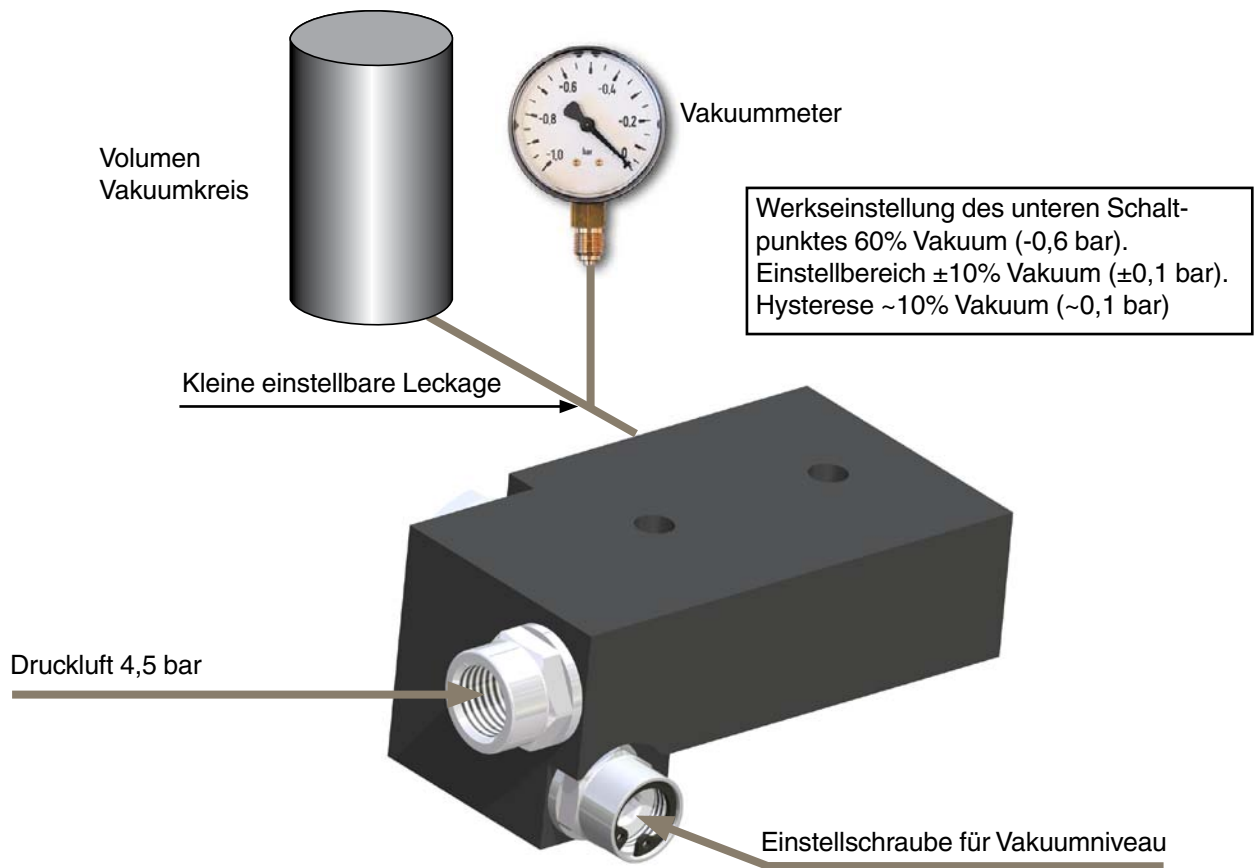 -0,6
-0,4
-0,8
-0,2
-1,0
bar
0
Vakuummeter
Volumen
Vakuumkreis
Werkseinstellung des unteren Schalt-
punktes 60% Vakuum (-0,6 bar).
Einstellbereich ±10% Vakuum (±0,1 bar).
Hysterese ~10% Vakuum (~0,1 bar)
Kleine einstellbare Leckage
Druckluft 4,5 bar
Einstellschraube für Vakuumniveau